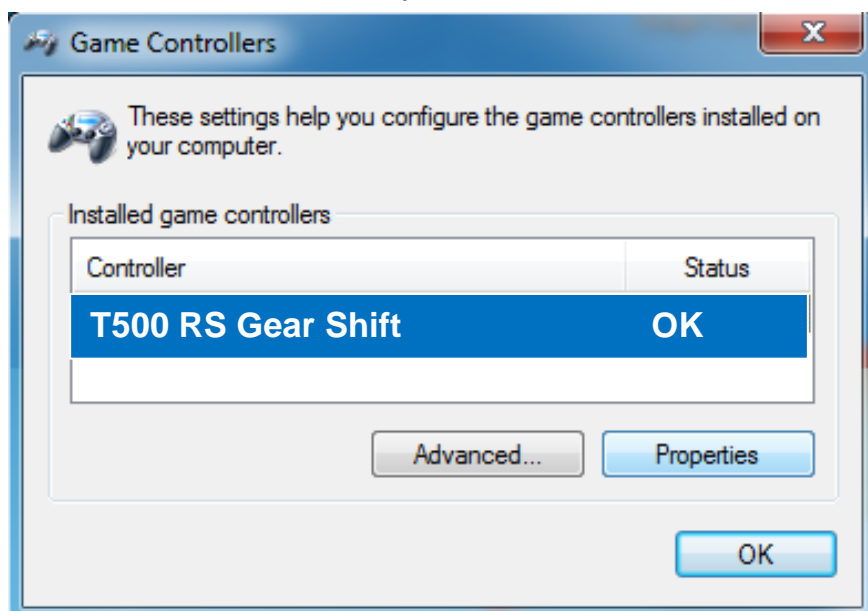 Game Controllers
These settings help you configure the game controllers installed on
your computer.
Installed game controllers
Controller Status
T500 RS Gear Shift OK
Advanced... Properties
OK